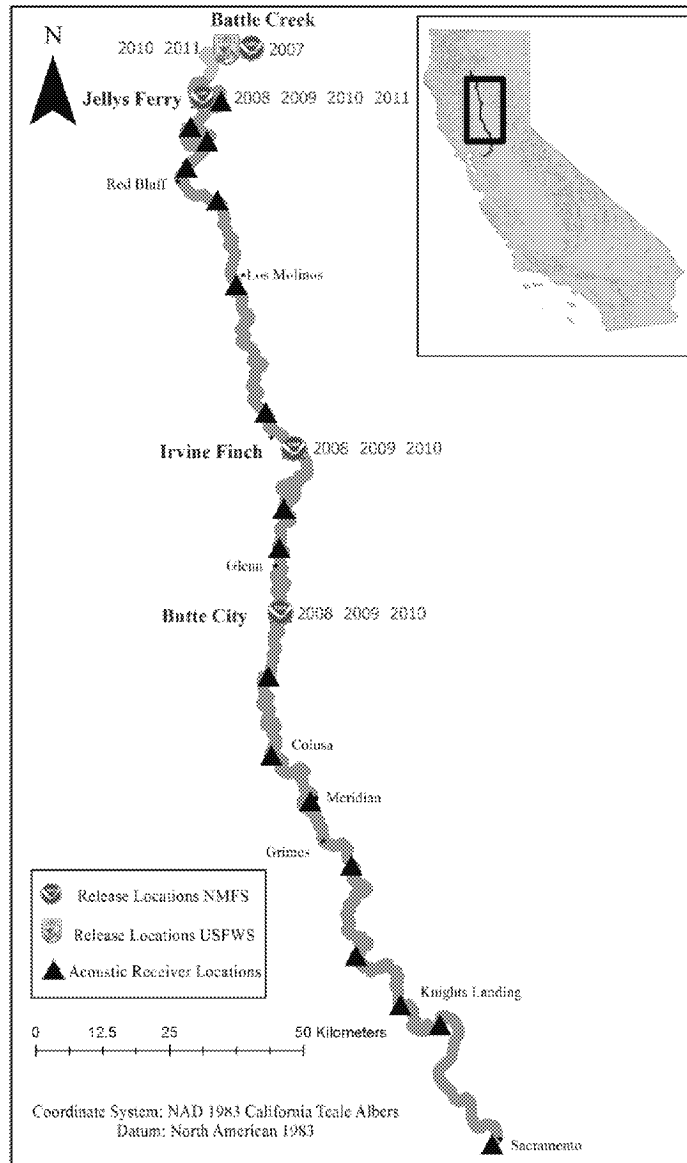 Battle Creek
N
2010 2011
2007
Jellys Ferry
2008 2009 2010 2011
Red Bluff
Los Molinos
Irvine Finch
2008 2009 2010
Glenn
Butte City
2008 2009 2010
Colusa
Meridian
Grimes
Release Locations NMFS
Release Locations USFWS
Acoustic Receiver Locations
Knights Landing
0 12.5 25 50 Kilometers
Coordinate System: NAD 1983 California Teale Albers
Datum: North American 1983
Sacramento